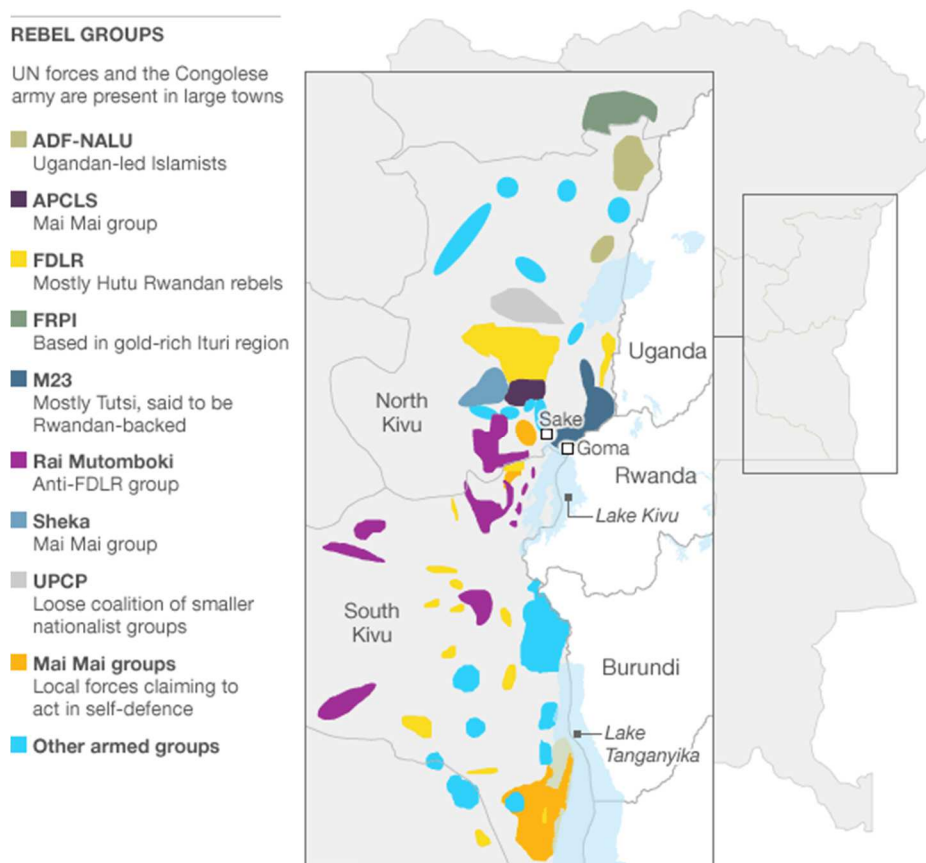 REBEL GROUPS
UN forces and the Congolese
army are present in large towns
ADF-NALU
Ugandan-led Islamists
APCLS
Mai Mai group
FDLR
Mostly Hutu Rwandan rebels
FRPI
Based in gold-rich Ituri region
M23
Mostly Tutsi, said to be
Rwandan-backed
Rai Mutomboki
Anti-FDLR group
Sheka
Mai Mai group
UPCP
Loose coalition of smaller
nationalist groups
Mai Mai groups
Local forces claiming to
act in self-defence
Other armed groups
Uganda
North
Kivu
Sake
Goma
Rwanda
Lake Kivu
South
Kivu
Burundi
Lake
Tanganyika